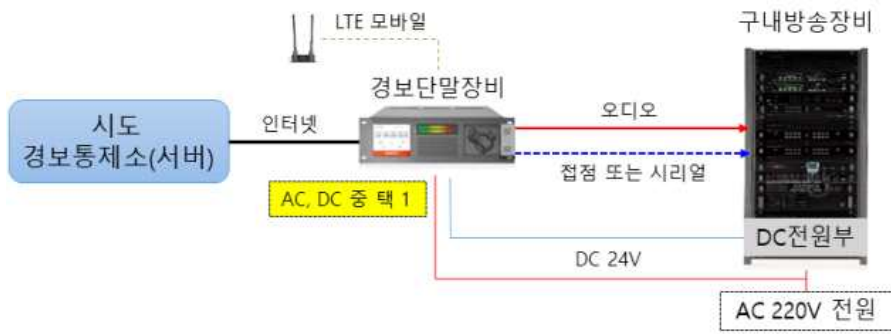 LTE 모바일
구내방송장비
경보단말장비
시도
경보통제소(서버)
인터넷
오디오
접점 또는 시리얼
AC, DC 중 택 1
DC전원부
DC 24V
AC 220V 전원